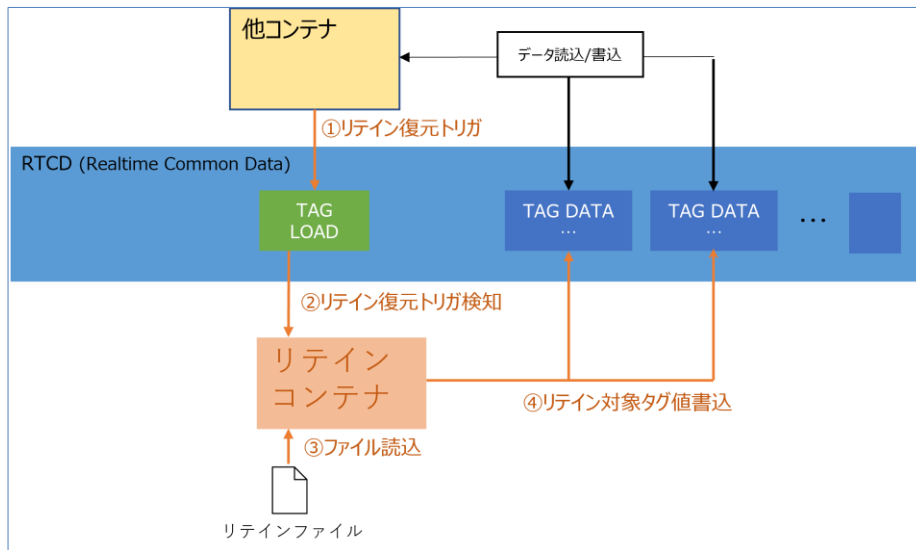 他コンテナ
データ読込/書込
①リテイン復元トリガ
RTCD (Realtime Common Data)
TAG
LOAD
TAG DATA
...
TAG DATA
...
...
②リテイン復元トリガ検知
リテイン
コンテナ
④リテイン対象タグ値書込
③ファイル読込
リテインファイル